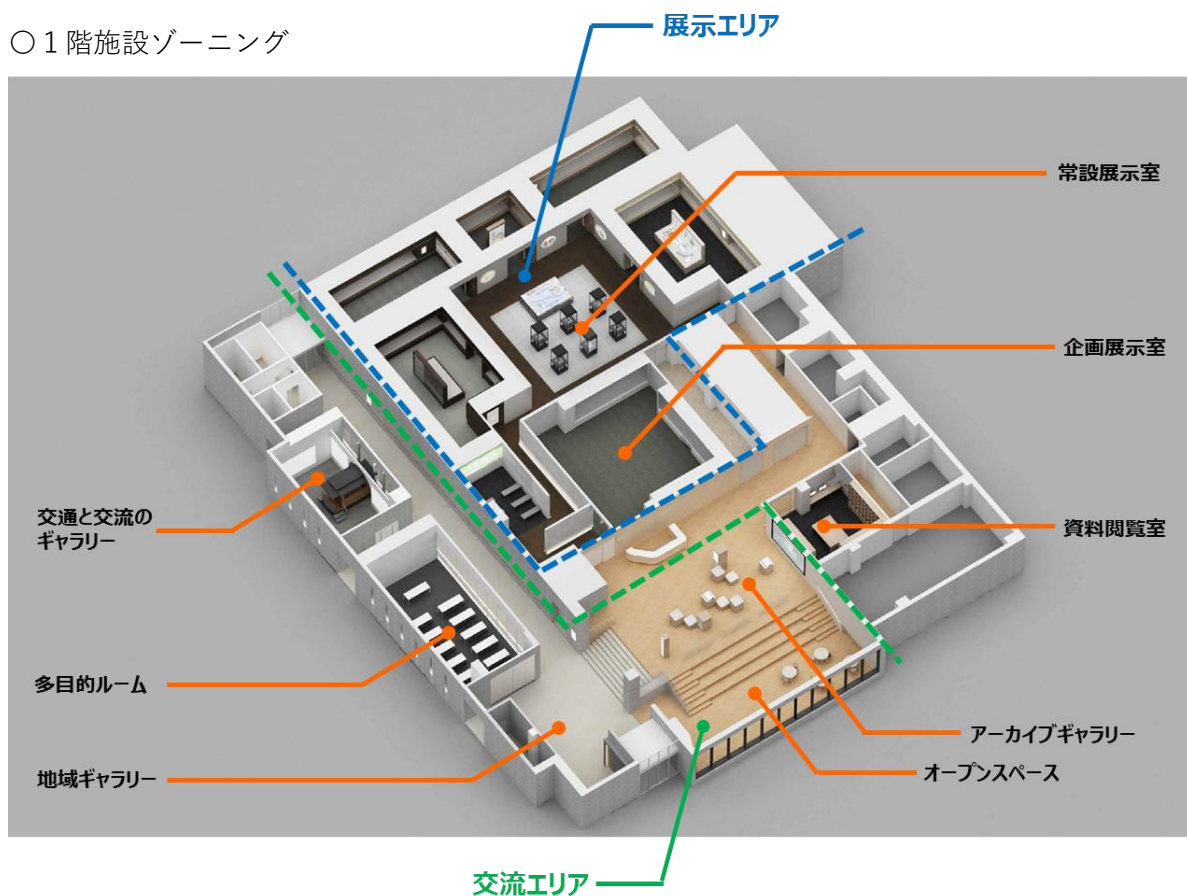 ○１階施設ゾーニング
展示エリア
常設展示室
企画展示室
資料閲覧室
交通と交流の
ギャラリー
多目的ルーム
地域ギャラリー
アーカイブギャラリー
オープンスペース
交流エリア